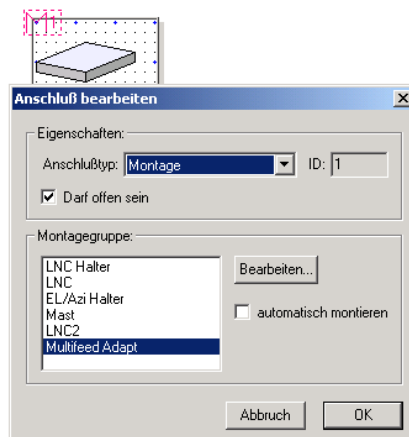 M1
Anschluß bearbeiten
Eigenschaften:
Anschlußtyp: Montage ID: 1
Darf offen sein
Montagegruppe:
LNC Halter
LNC
EL/Azi Halter
Mast
LNC2
Multifeed Adapt
Bearbeiten...
automatisch montieren
Abbruch OK